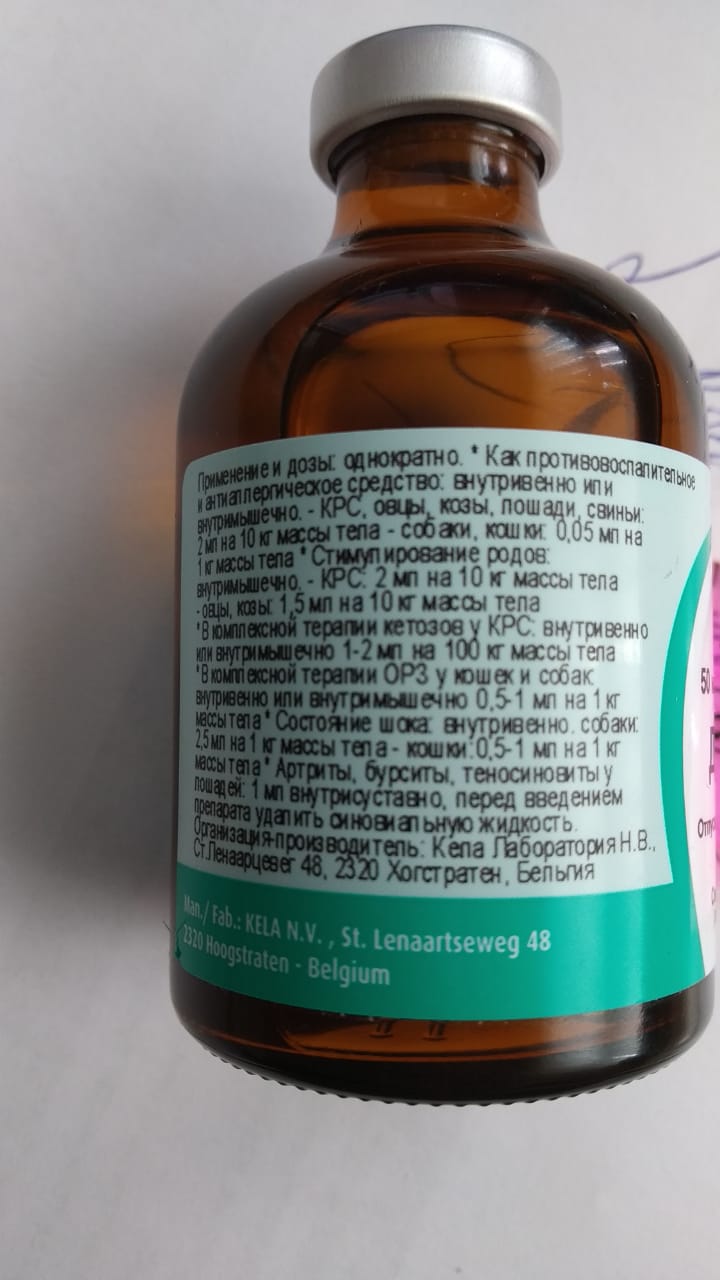 Применение и дозы: однократно. * Как противовоспалительное
и антиаллергическое средство: внутривенно или
внутримышечно. - КРС, овцы, козы, лошади, свиньи:
2 мл на 10 кг массы тела - собаки, кошки: 0,05 мл на
1 кг массы тела * Стимулирование родов:
внутримышечно. - КРС: 2 мл на 10 кг массы тела
- овцы, козы: 1,5 мл на 10 кг массы тела
*В комплексной терапии кетозов у КРС: внутривенно
или внутримышечно 1-2 мл на 100 кг массы тела
*В комплексной терапии ОРЗ у кошек и собак:
внутривенно или внутримышечно 0,5-1 мл на 1 кг
массы тела * Состояние шока: внутривенно. собаки:
2,5 мл на 1 кг массы тела - кошки:0,5-1 мл на 1 кг
массы тела * Артриты, бурситы, теносиновиты у
лошадей: 1 мл внутрисуставно, перед введением
препарата удалить синовиальную жидкость.
Организация-производитель: Кела Лаборатория Н.В.,
Ст.Ленаарцевег 48, 2320 Хогстратен, Бельгия
Man./ Fab.: KELA N.V. , St. Lenaartseweg 48
2320 Hoogstraten - Belgium
50